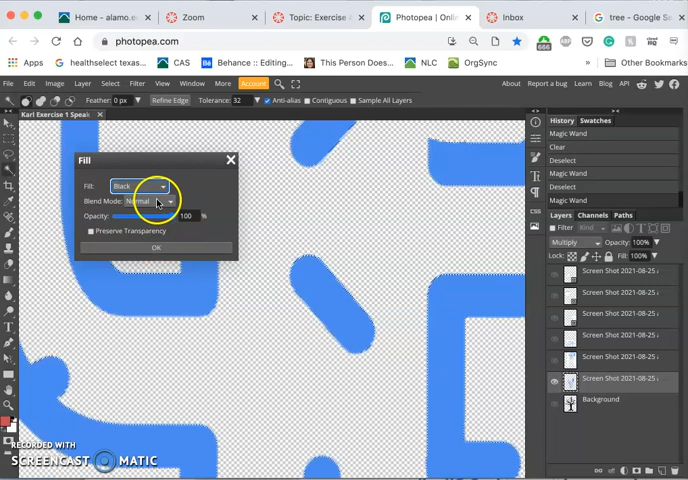 Home - alamo.e
Zoom
Topic: Exercise A
Photopea | Onli
Inbox
tree - Google Se
photopea.com
666
Apps
healthselect texas...
CAS
Behance :: Editing...
This Person Does...
NLC
OrgSync
Other Bookmarks
File Edit Image Layer Select Filter View Window More Account
About Report a bug Learn Blog API
Feather: 0 px Refine Edge Tolerance: 32 Anti-alias Contiguous Sample All Layers
Karl Exercise 1 Speak
History Swatches
Magic Wand
Clear
Deselect
Magic Wand
Deselect
Magic Wand
Fill
Fill: Black
Blend Mode: Normal
Opacity: 100 %
Preserve Transparency
OK
Layers Channels Paths
Filter Kind
Multiply Opacity: 100%
Lock: Fill: 100%
Screen Shot 2021-08-25
Screen Shot 2021-08-25
Screen Shot 2021-08-25
Screen Shot 2021-08-25
Screen Shot 2021-08-25
Screen Shot 2021-08-25
Background
CSS
RECORDED WITH
SCREENCAST MATIC